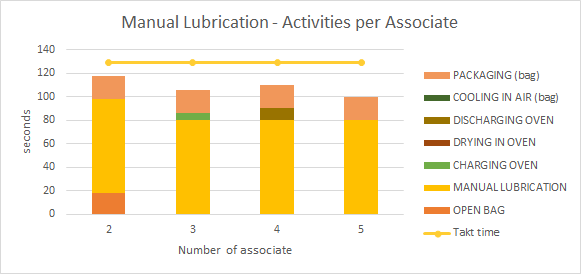 Manual Lubrication - Activities per Associate
140
120
100
80
60
40
20
0
seconds
2 3 4 5
Number of associate
PACKAGING (bag)
COOLING IN AIR (bag)
DISCHARGING OVEN
DRYING IN OVEN
CHARGING OVEN
MANUAL LUBRICATION
OPEN BAG
Takt time